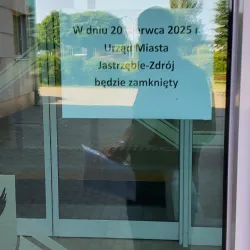 W dniu 20 czerwca 2025 r.
Urząd Miasta
Jastrzębie-Zdrój
będzie zamknięty